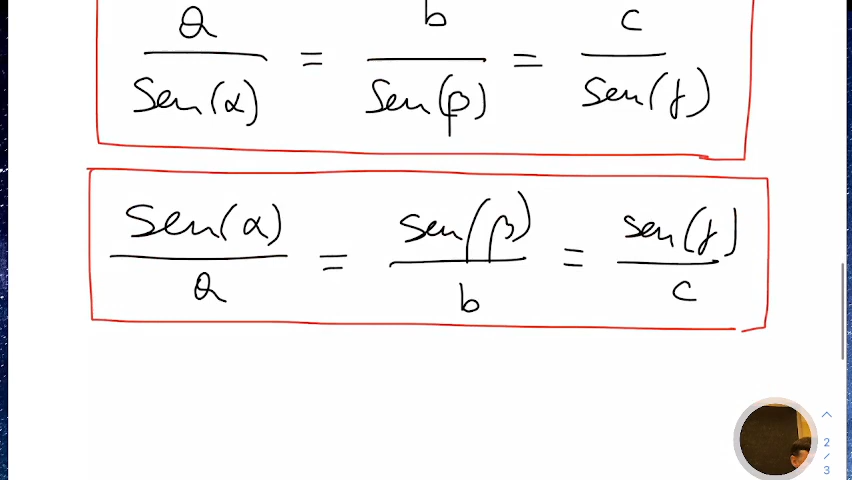 a b c
— = — = —
Sen(α) Sen(β) Sen(γ)
Sen(α) Sen(β) Sen(γ)
— = — = —
a b c
2
/
3